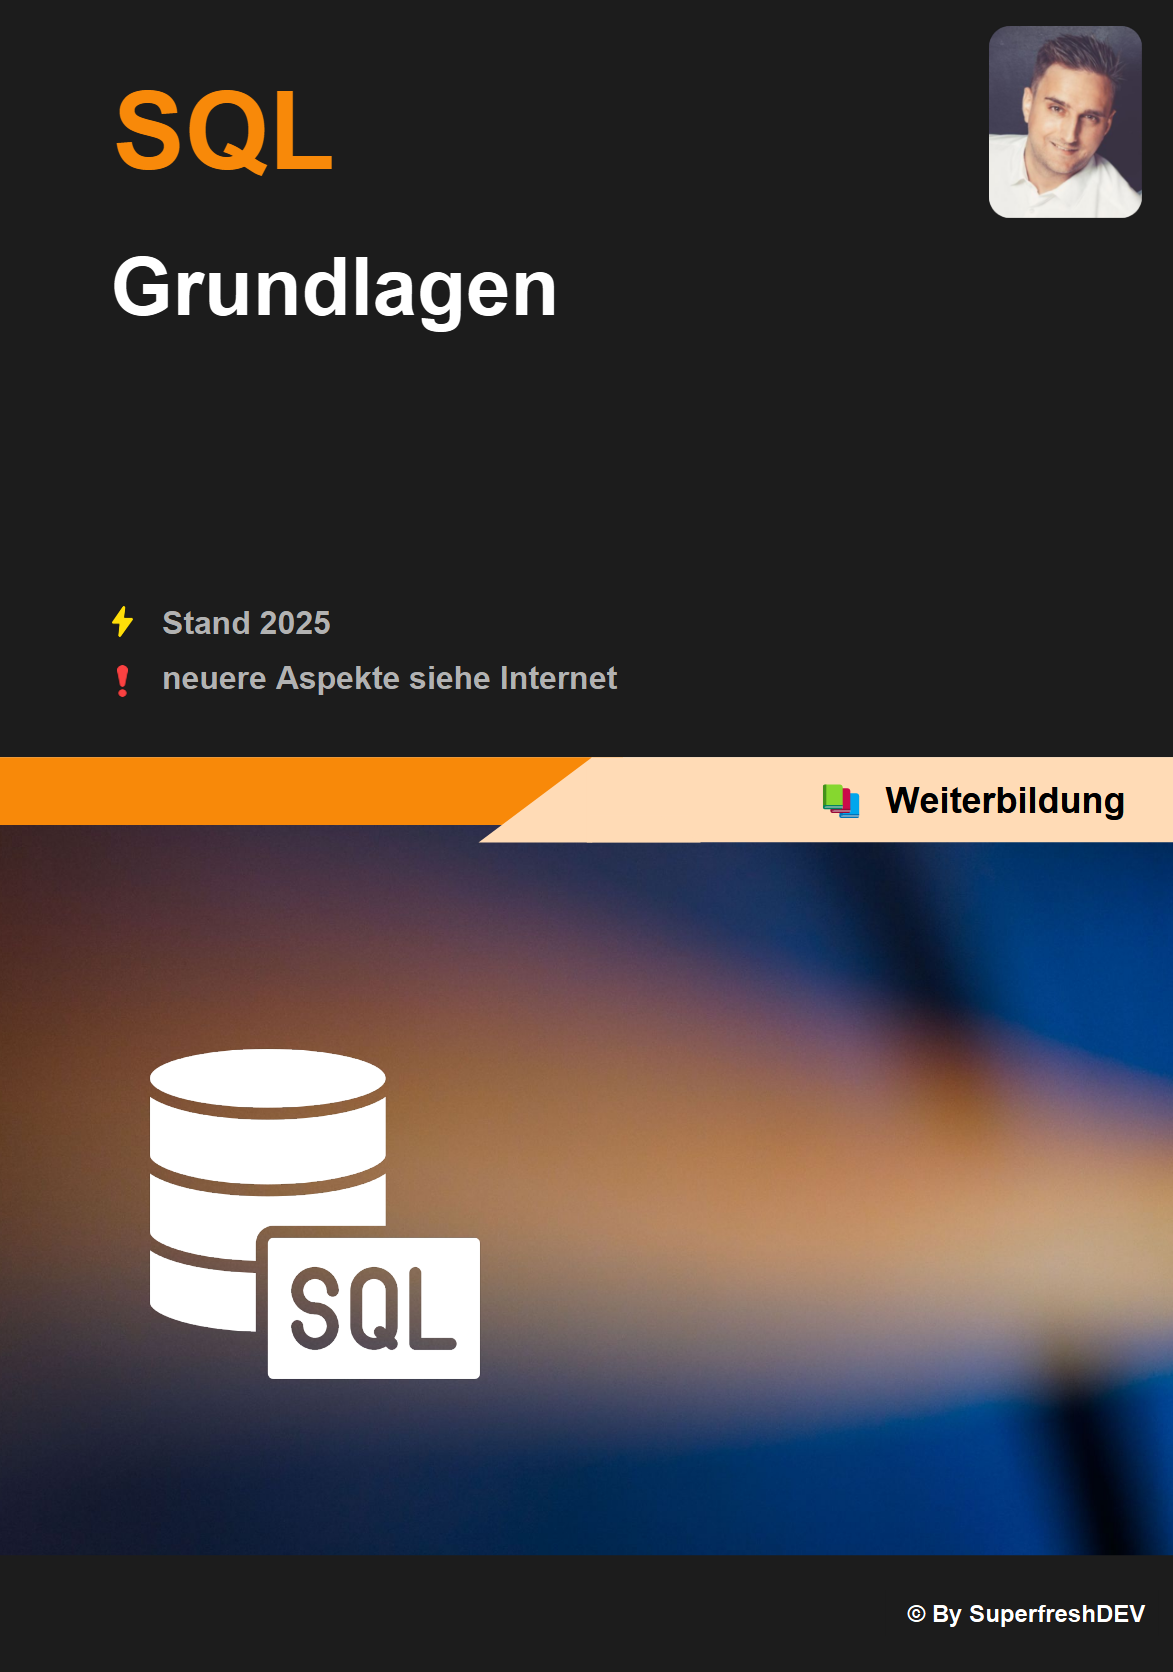 SQL
Grundlagen
Stand 2025
neuere Aspekte siehe Internet
Weiterbildung
SQL
© By SuperfreshDEV